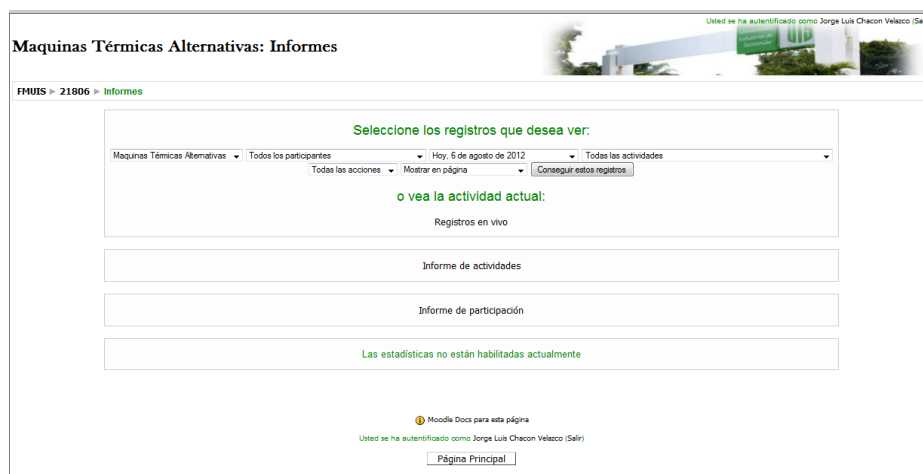 Usted se ha autentificado como Jorge Luis Chacon Velazco (Sa
Maquinas Térmicas Alternativas: Informes
Industrial de
Santander
FMUIS ► 21806 ► Informes
Seleccione los registros que desea ver:
Maquinas Térmicas Alternativas Todos los participantes Hoy, 6 de agosto de 2012 Todas las actividades
Todas las acciones Mostrar en página Conseguir estos registros
o vea la actividad actual:
Registros en vivo
Informe de actividades
Informe de participación
Las estadísticas no están habilitadas actualmente
Moodle Docs para esta página
Usted se ha autentificado como Jorge Luis Chacon Velazco (Salir)
Página Principal